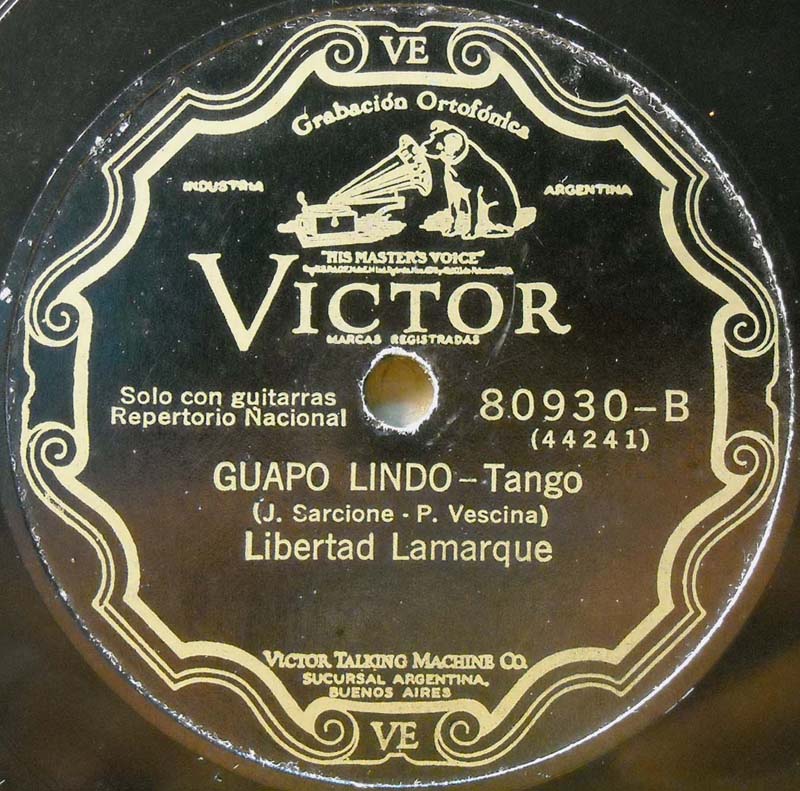 VE
Grabación Ortofónica
INDUSTRIA ARGENTINA
"HIS MASTER'S VOICE"
VICTOR
MARCAS REGISTRADAS
Solo con guitarras
Repertorio Nacional
80930-B
(44241)
GUAPO LINDO - Tango
(J. Sarcione - P. Vescina)
Libertad Lamarque
VICTOR TALKING MACHINE CO.
SUCURSAL ARGENTINA,
BUENOS AIRES
VE